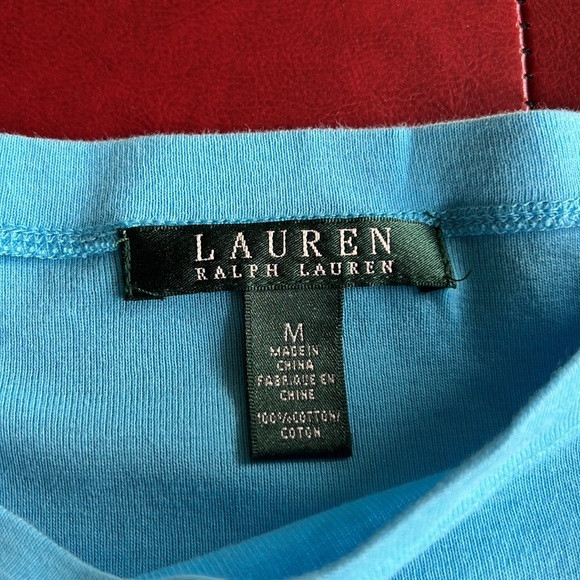 LAUREN
RALPH LAUREN
M
MADE IN
CHINA
FABRIQUE EN
CHINE
100%COTTON/
COTON